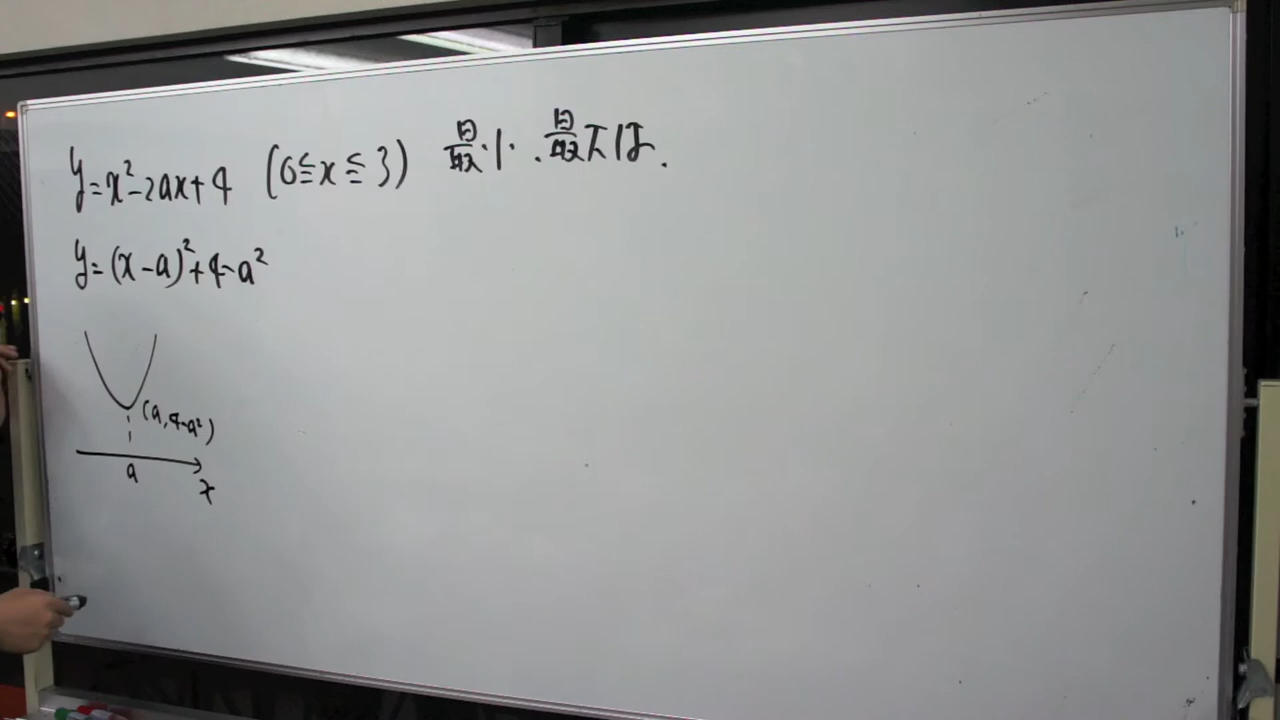 y=x²-2ax+4 (0≦x≦3) 最小.最大は.
y=(x-a)²+4-a²
(a,4-a²)
a
x